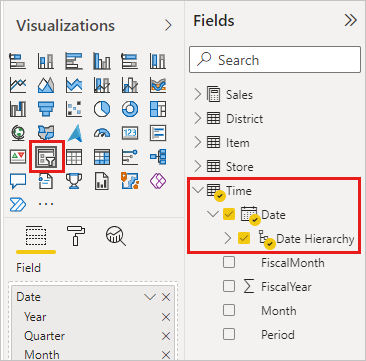 Visualizations
Fields
Search
Sales
District
Item
Store
Time
Date
Date Hierarchy
FiscalMonth
FiscalYear
Month
Period
123
Field
Date
Year
Quarter
Month